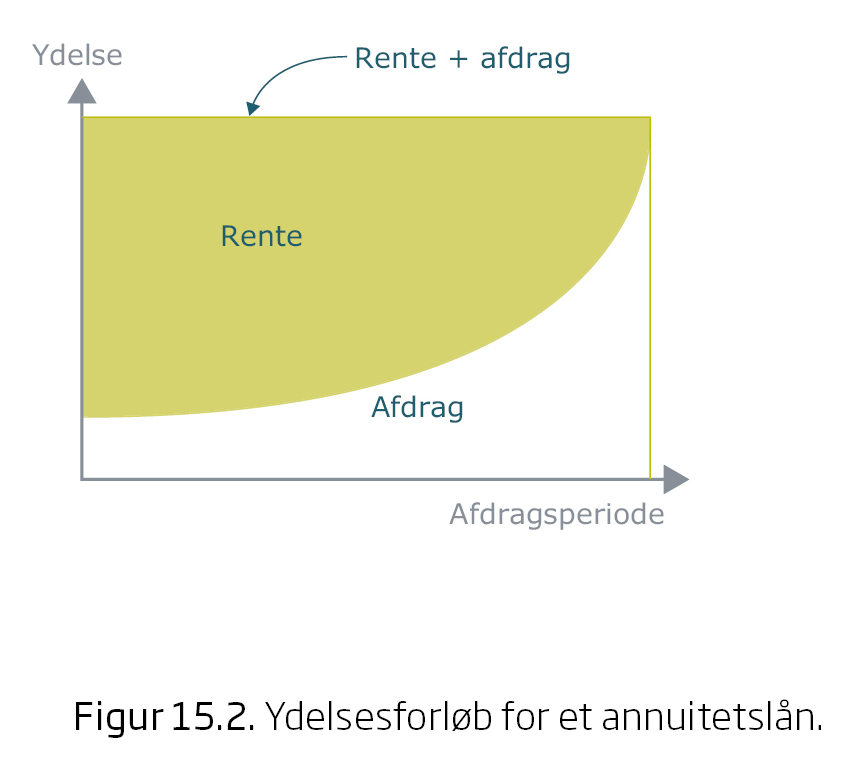 Ydelse
Rente + afdrag
Rente
Afdrag
Afdragsperiode
Figur 15.2. Ydelsesforløb for et annuitetslån.